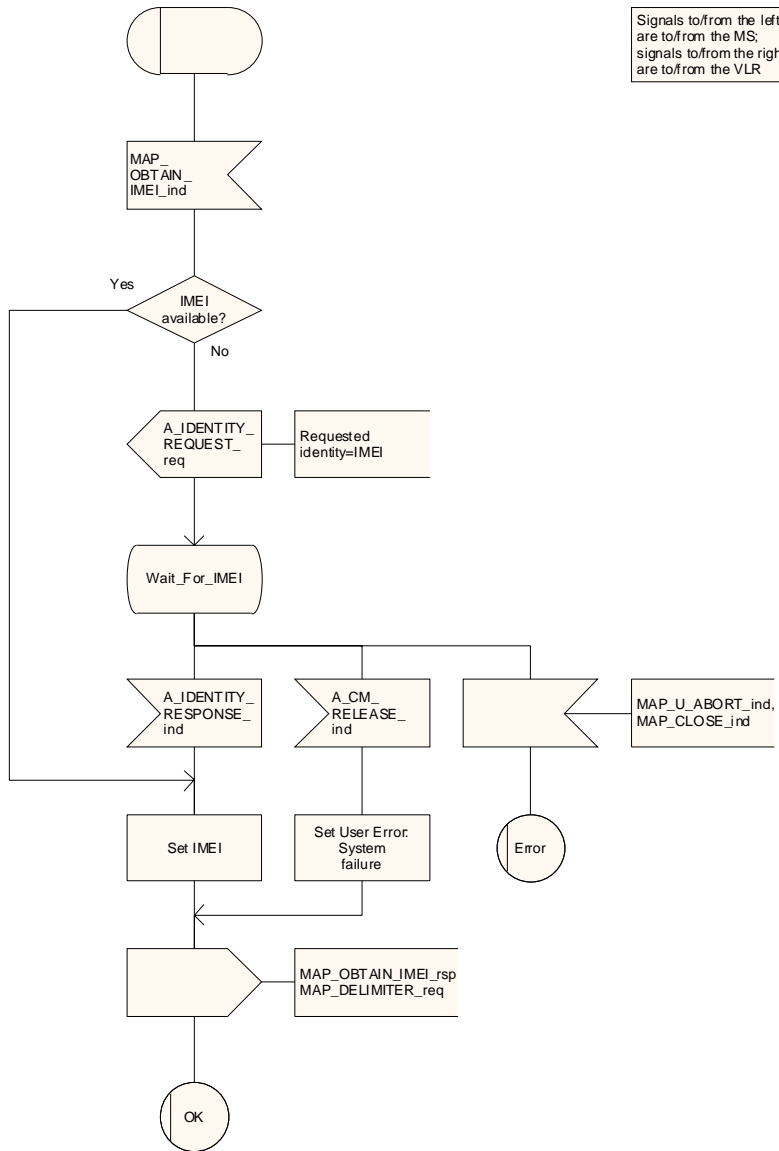 Signals to/from the left
are to/from the MS;
signals to/from the righ
are to/from the VLR
MAP_
OBTAIN_
IMEI_ind
Yes
IMEI
available?
No
A_IDENTITY_
REQUEST_
req
Requested
identity=IMEI
Wait_For_IMEI
A_IDENTITY_
RESPONSE_
ind
A_CM_
RELEASE_
ind
MAP_U_ABORT_ind,
MAP_CLOSE_ind
Set IMEI
Set User Error:
System
failure
Error
MAP_OBTAIN_IMEI_rsp
MAP_DELIMITER_req
OK